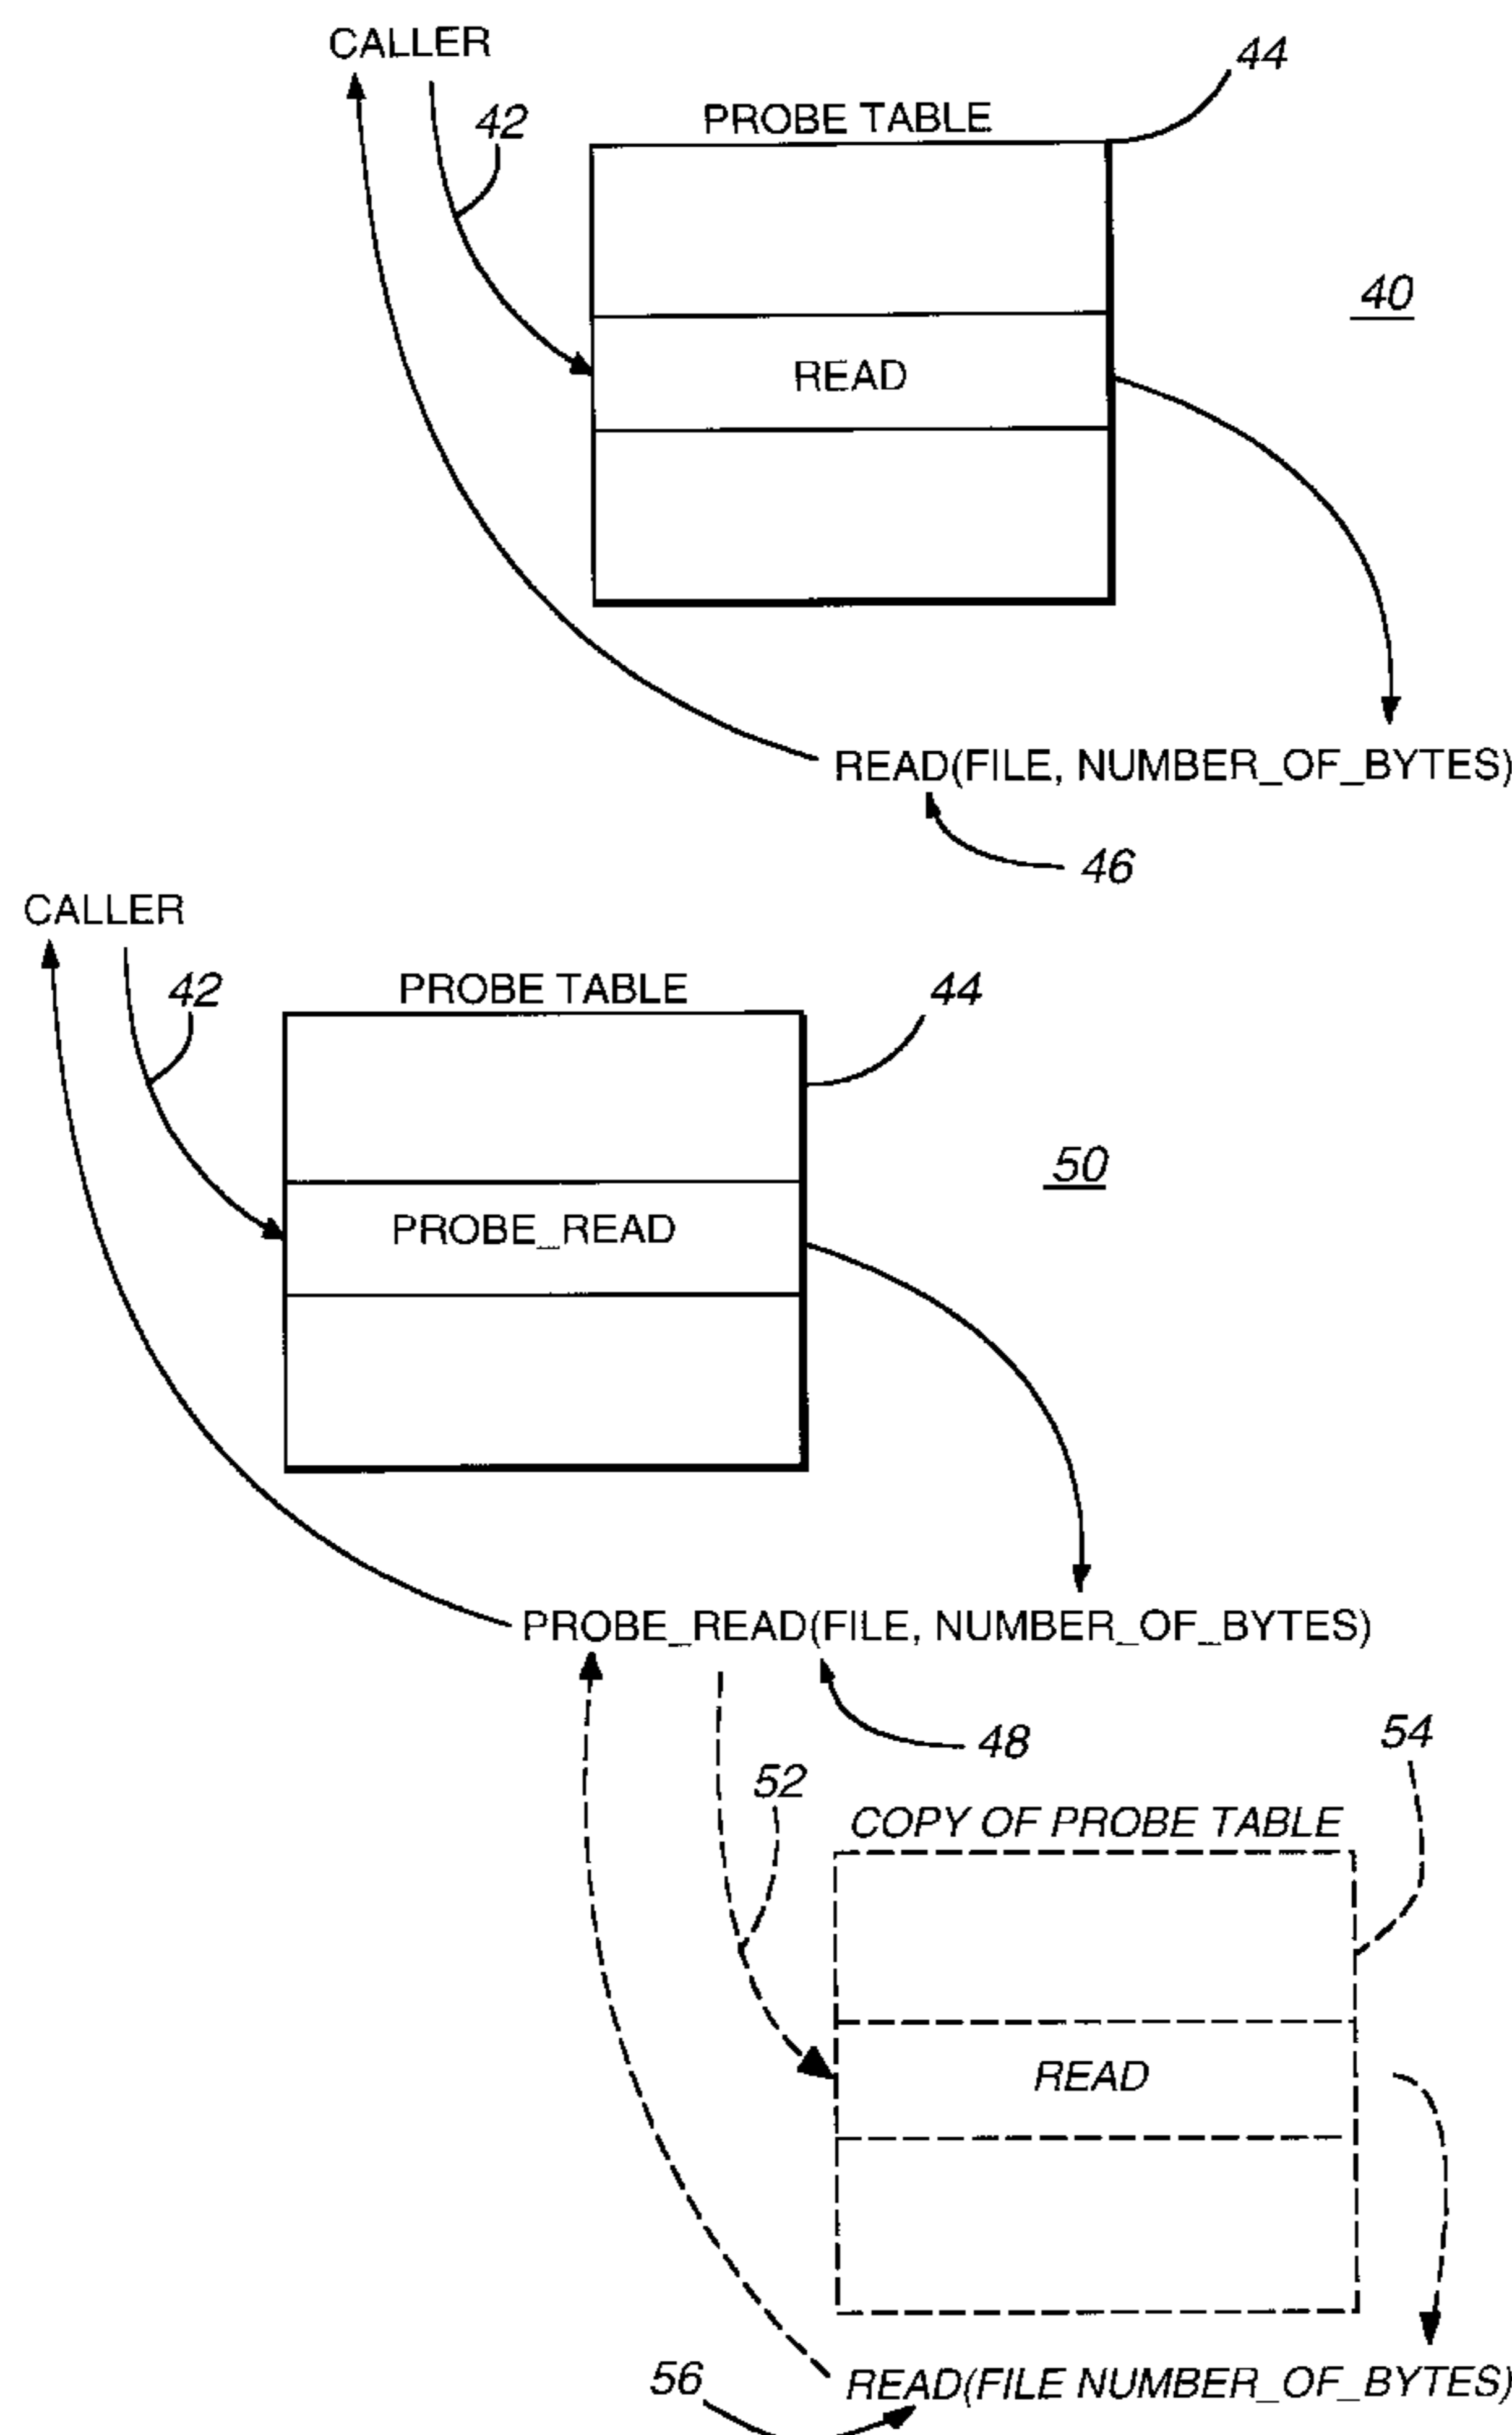 CALLER
44
PROBE TABLE
42
40
READ
READ(FILE, NUMBER_OF_BYTES)
46
CALLER
42
PROBE TABLE
44
50
PROBE_READ
PROBE_READ(FILE, NUMBER_OF_BYTES)
48
54
52
COPY OF PROBE TABLE
READ
56
READ(FILE NUMBER_OF_BYTES)